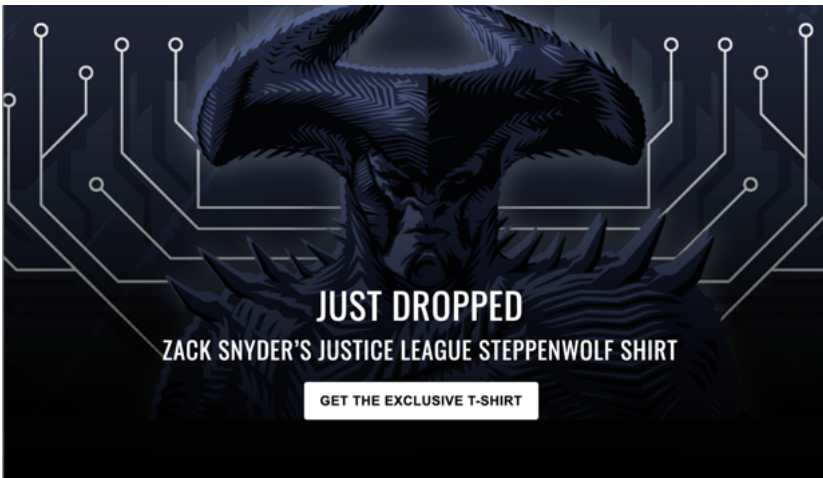 JUST DROPPED
ZACK SNYDER'S JUSTICE LEAGUE STEPPENWOLF SHIRT
GET THE EXCLUSIVE T-SHIRT